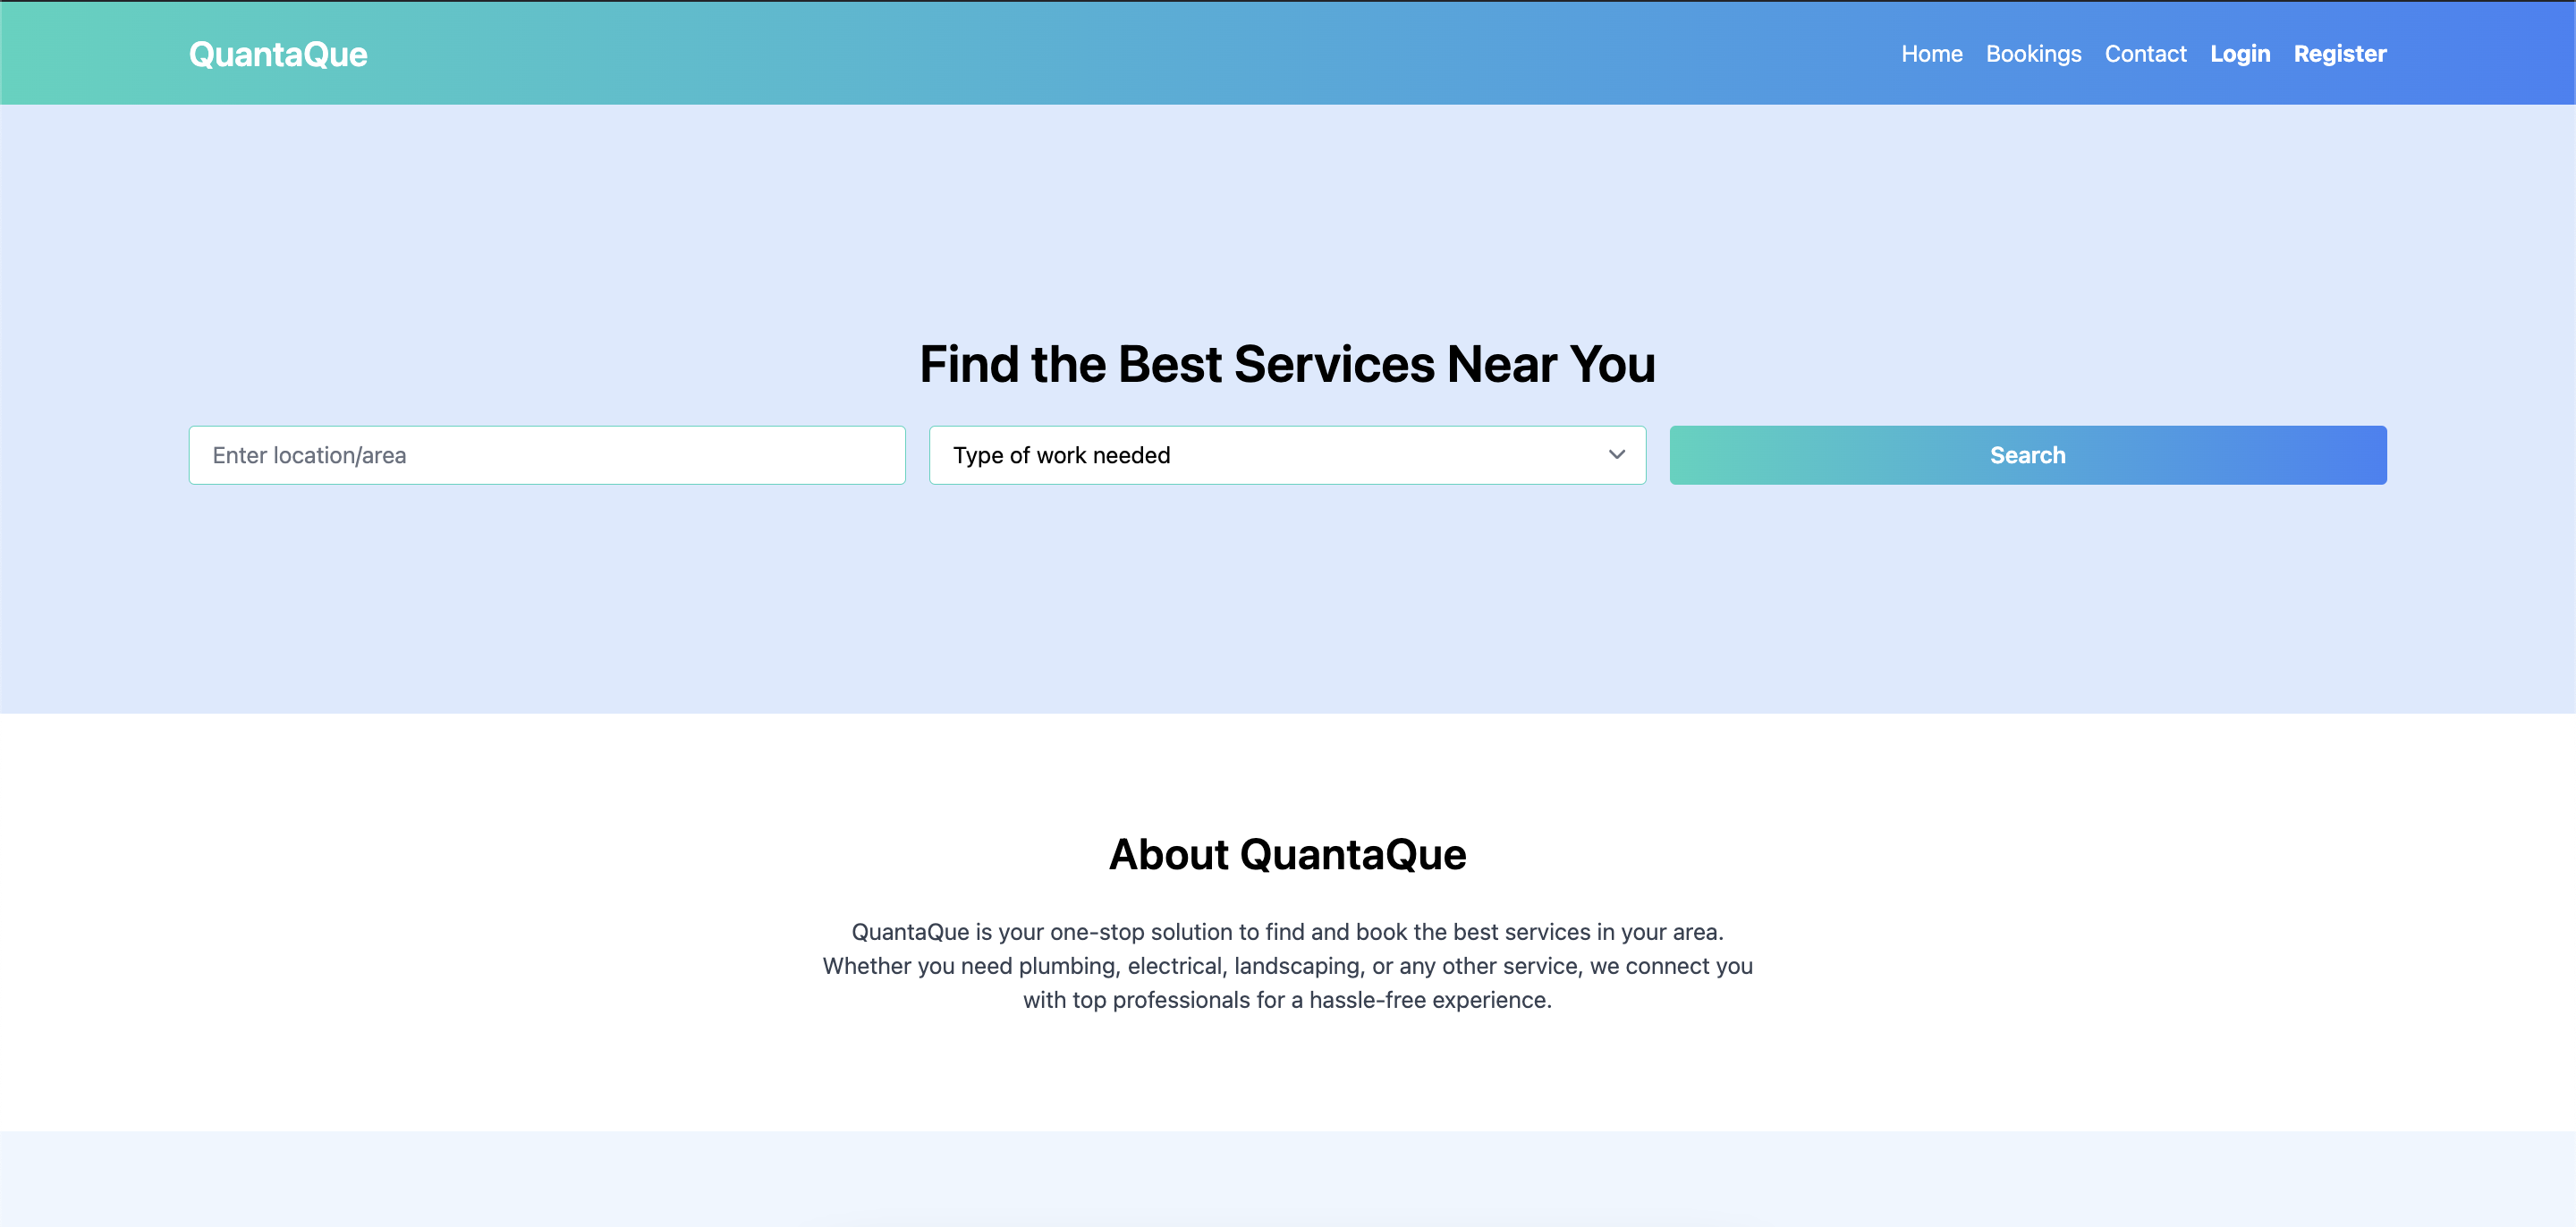 QuantaQue
Home Bookings Contact Login Register
Find the Best Services Near You
Enter location/area
Type of work needed
Search
About QuantaQue
QuantaQue is your one-stop solution to find and book the best services in your area.
Whether you need plumbing, electrical, landscaping, or any other service, we connect you
with top professionals for a hassle-free experience.